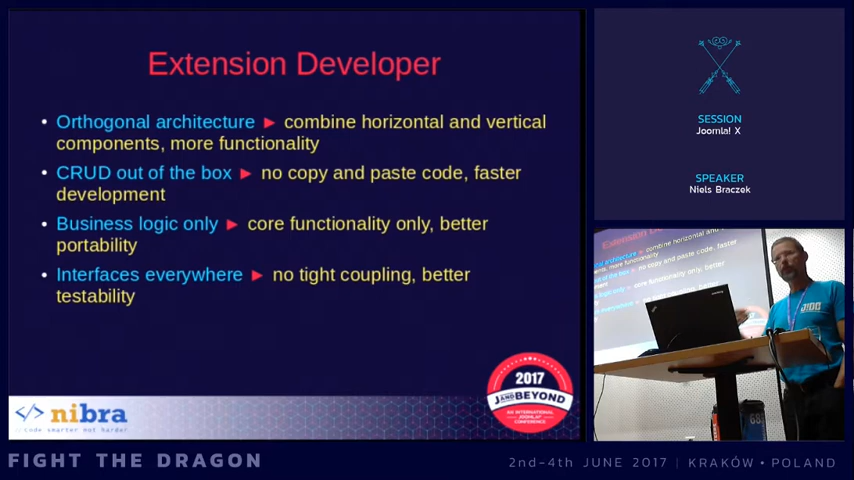 Extension Developer
• Orthogonal architecture ► combine horizontal and vertical
components, more functionality
• CRUD out of the box ► no copy and paste code, faster
development
• Business logic only ► core functionality only, better
portability
• Interfaces everywhere ► no tight coupling, better
testability
</> nibra
Code smarter not harder
2017
J AND BEYOND
AN INTERNATIONAL
JOOMLA!
CONFERENCE
SESSION
Joomla! X
SPEAKER
Niels Braczek
FIGHT THE DRAGON
2nd-4th JUNE 2017 | KRAKÓW • POLAND